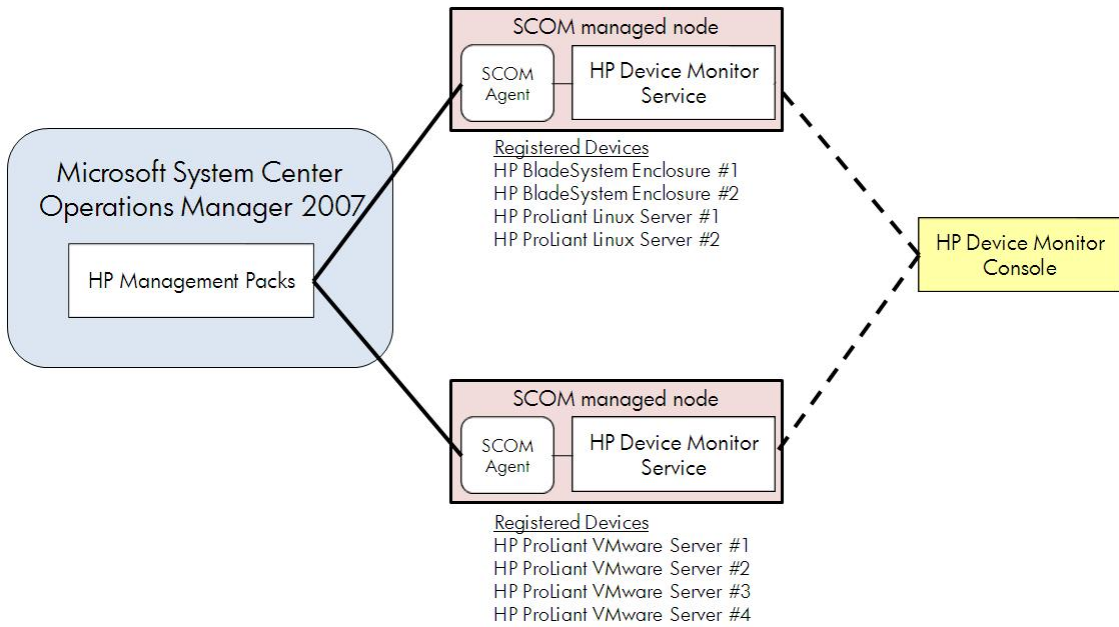 SCOM managed node
SCOM
Agent
HP Device Monitor
Service
Registered Devices
HP BladeSystem Enclosure #1
HP BladeSystem Enclosure #2
HP ProLiant Linux Server #1
HP ProLiant Linux Server #2
Microsoft System Center
Operations Manager 2007
HP Management Packs
HP Device Monitor
Console
SCOM managed node
SCOM
Agent
HP Device Monitor
Service
Registered Devices
HP ProLiant VMware Server #1
HP ProLiant VMware Server #2
HP ProLiant VMware Server #3
HP ProLiant VMware Server #4